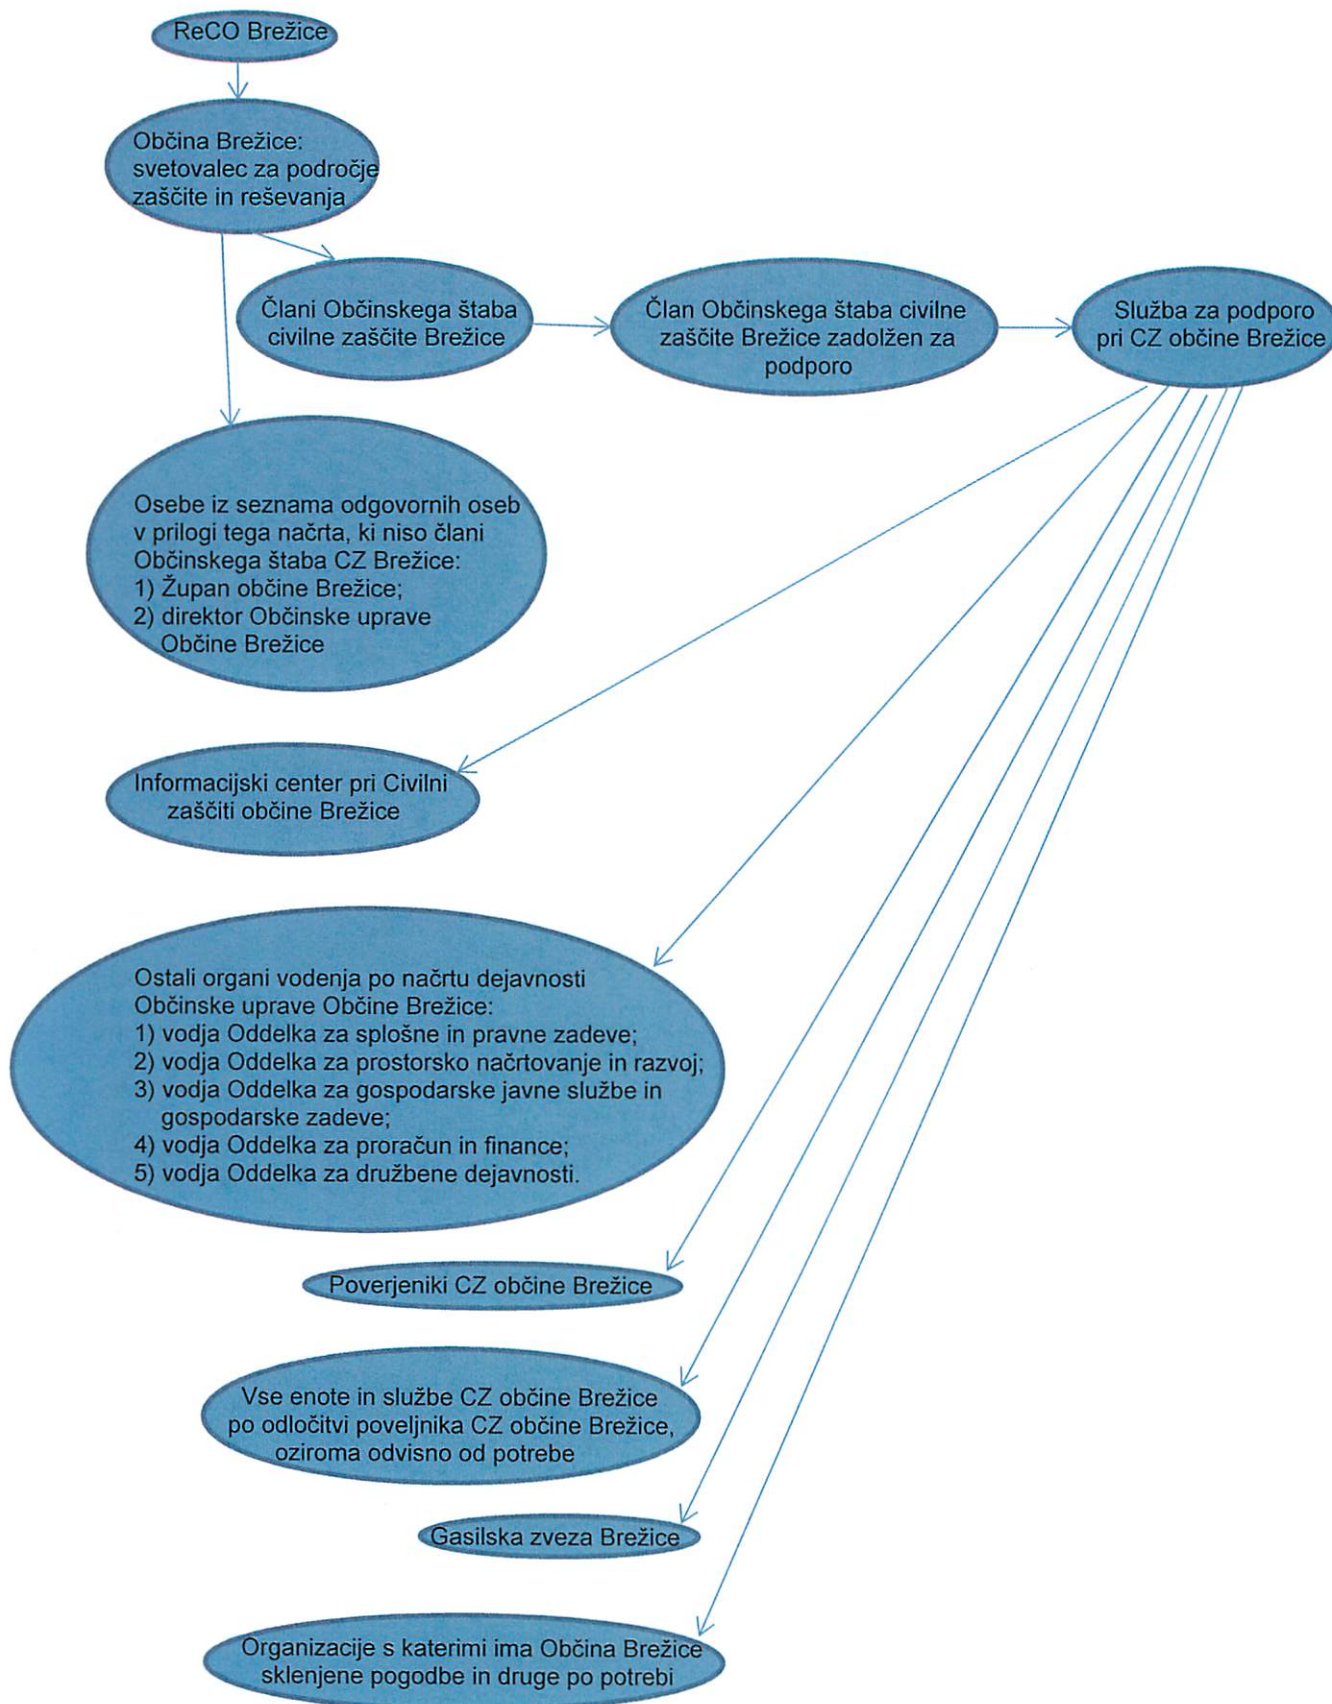 ReCO Brežice
Občina Brežice:
svetovalec za področje
zaščite in reševanja
Člani Občinskega štaba
civilne zaščite Brežice
Član Občinskega štaba civilne
zaščite Brežice zadolžen za
podporo
Služba za podporo
pri CZ občine Brežice
Osebe iz seznama odgovornih oseb
v prilogi tega načrta, ki niso člani
Občinskega štaba CZ Brežice:
1) Župan občine Brežice;
2) direktor Občinske uprave
Občine Brežice
Informacijski center pri Civilni
zaščiti občine Brežice
Ostali organi vodenja po načrtu dejavnosti
Občinske uprave Občine Brežice:
1) vodja Oddelka za splošne in pravne zadeve;
2) vodja Oddelka za prostorsko načrtovanje in razvoj;
3) vodja Oddelka za gospodarske javne službe in
gospodarske zadeve;
4) vodja Oddelka za proračun in finance;
5) vodja Oddelka za družbene dejavnosti.
Poverjeniki CZ občine Brežice
Vse enote in službe CZ občine Brežice
po odločitvi poveljnika CZ občine Brežice,
oziroma odvisno od potrebe
Gasilska zveza Brežice
Organizacije s katerimi ima Občina Brežice
sklenjene pogodbe in druge po potrebi